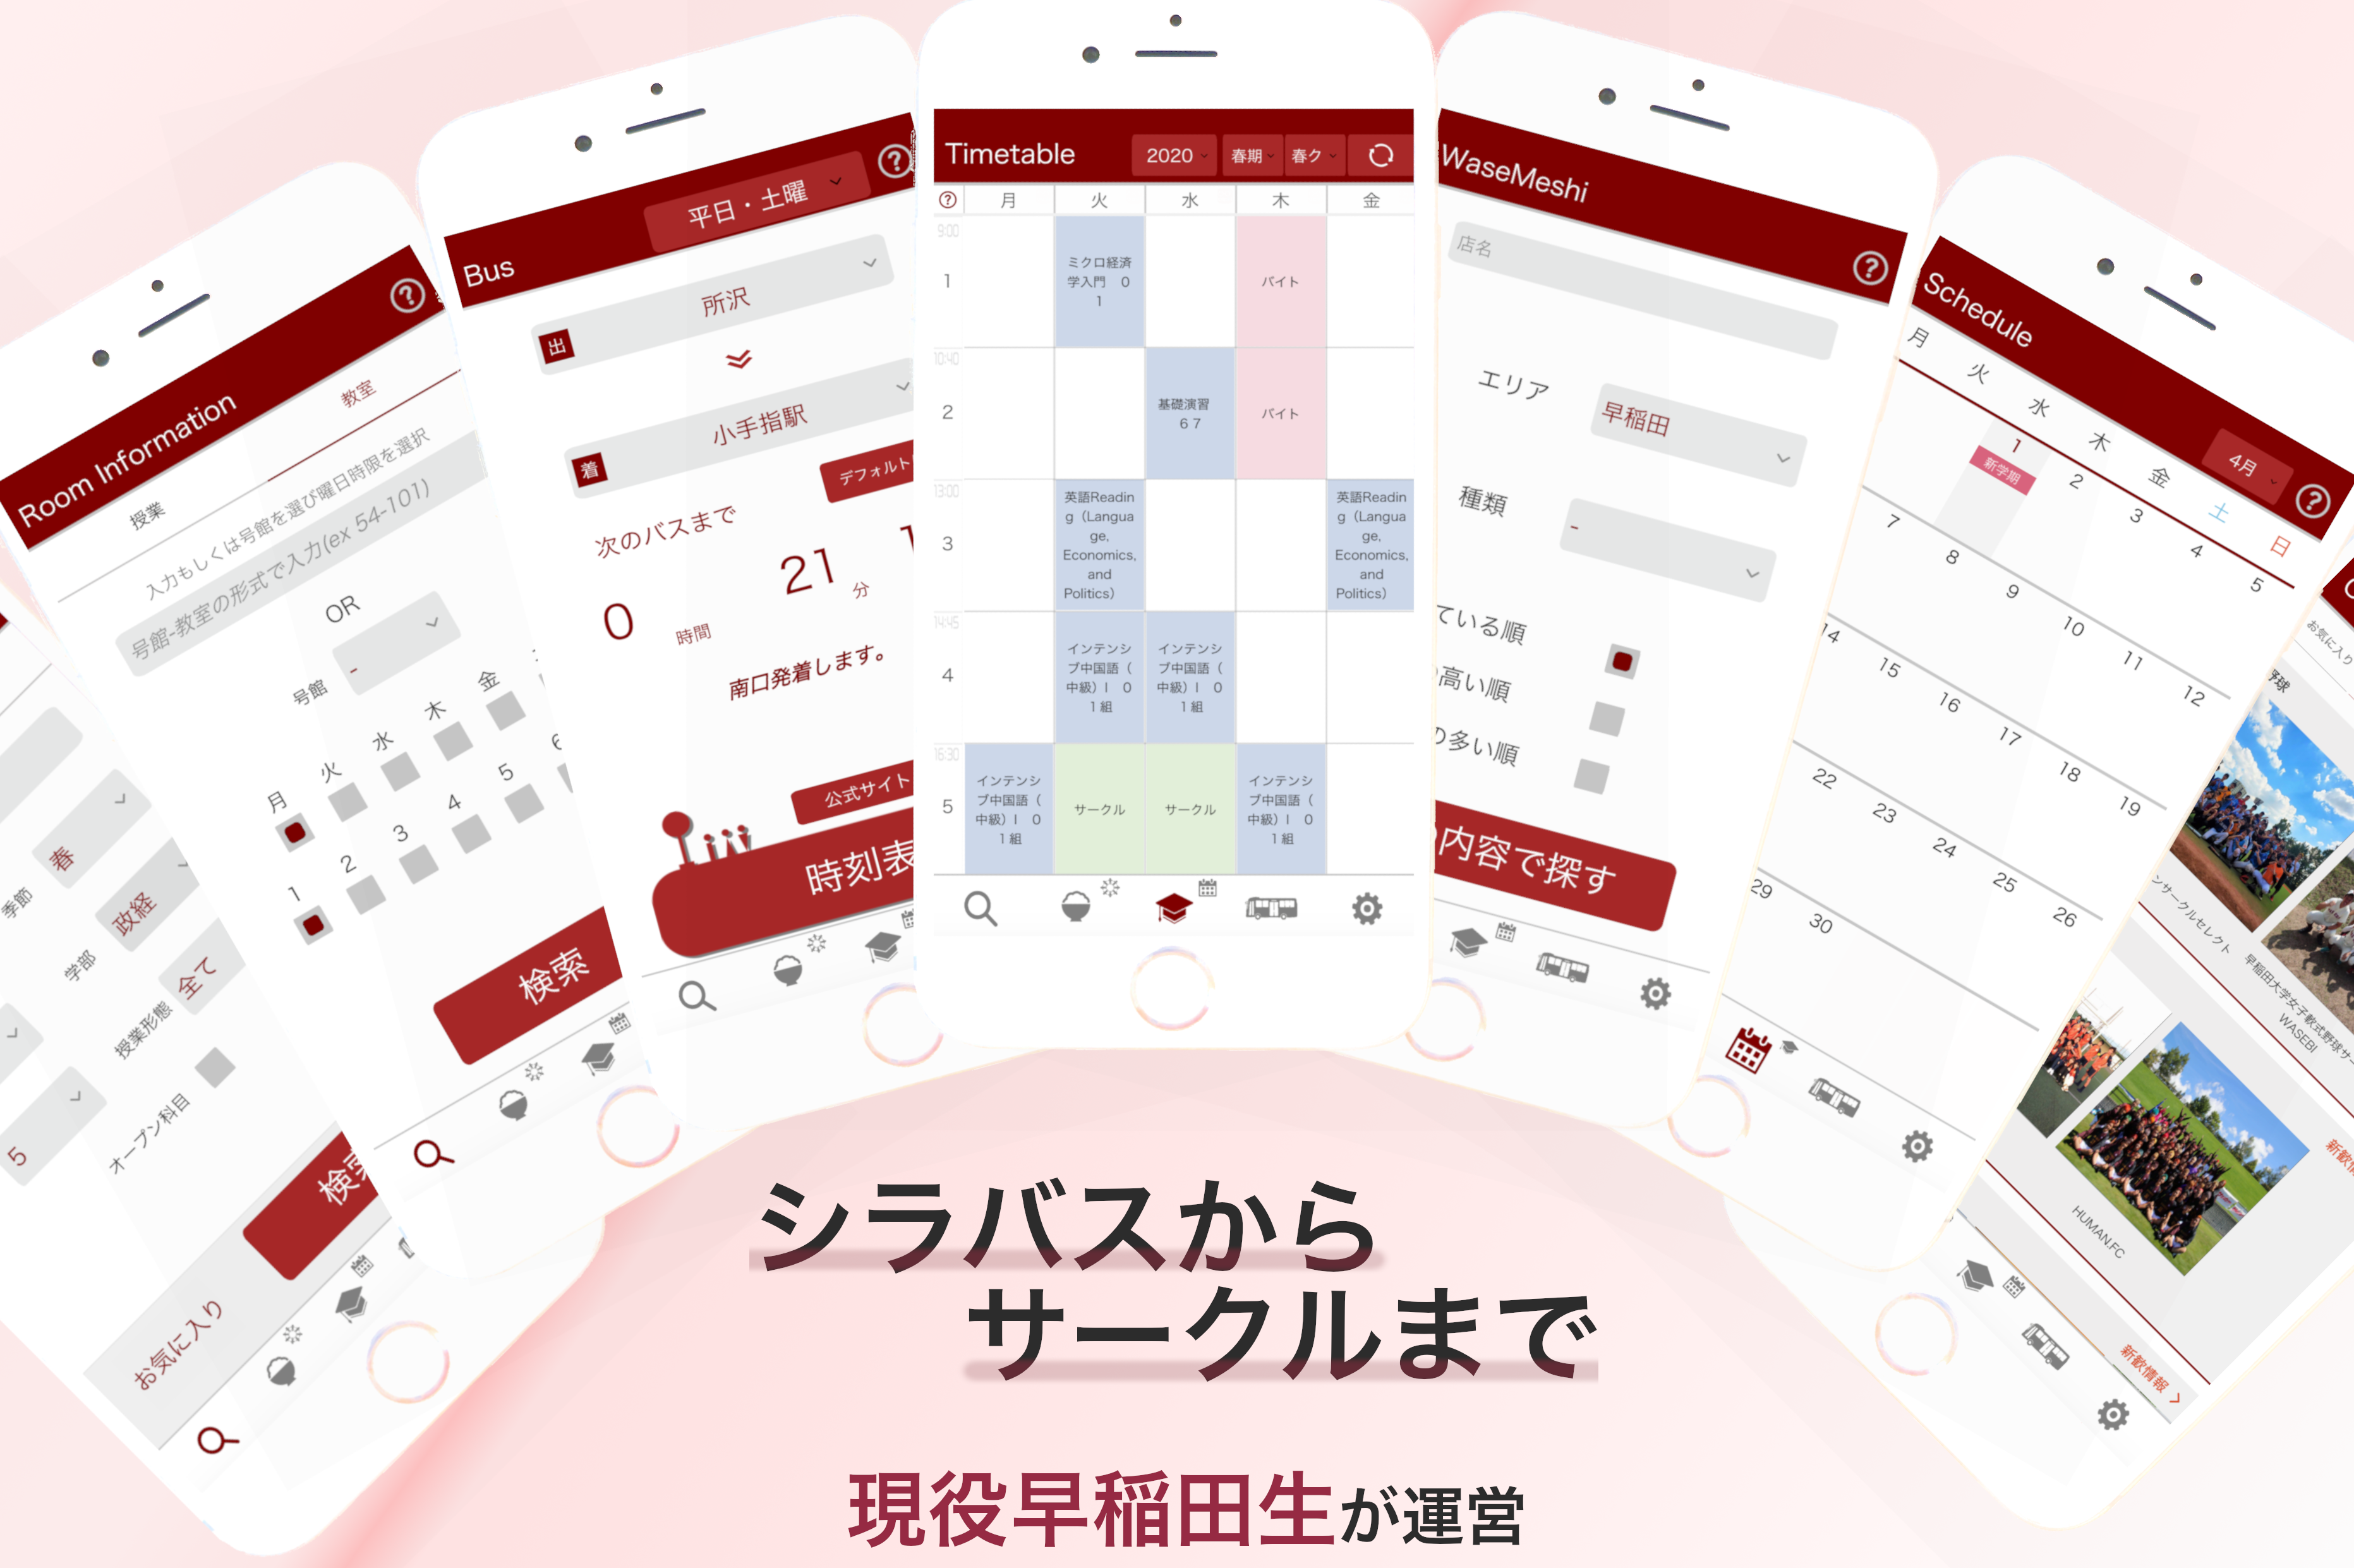 季節
春
学部
政経
授業形態
全て
オープン科目
5
お気に入り
Room Information
授業
教室
入力もしくは号館を選び曜日時限を選択
号館-教室の形式で入力(ex 54-101)
OR
号館
-
月 火 水 木 金
1 2 3 4 5
検索
Bus
平日・土曜
出
所沢
着
小手指駅
デフォルト
次のバスまで
0 時間 21 分
南口発着します。
公式サイト
時刻表
Timetable
2020 春期 春ク
月 火 水 木 金
9:00
1
ミクロ経済
学入門 0
1
バイト
10:40
2
基礎演習
67
バイト
13:00
3
英語Readin
g（Langua
ge,
Economics,
and
Politics）
英語Readin
g（Langua
ge,
Economics,
and
Politics）
14:45
4
インテンシ
ブ中国語（
中級）I 0
1組
インテンシ
ブ中国語（
中級）I 0
1組
16:30
5
インテンシ
ブ中国語（
中級）I 0
1組
サークル
サークル
インテンシ
ブ中国語（
中級）I 0
1組
WaseMeshi
店名
エリア
早稲田
種類
-
ている順
高い順
の多い順
内容で探す
Schedule
4月
月 火 水 木 金 土 日
1 2 3 4 5
新学期
7 8 9 10 11 12
14 15 16 17 18 19
22 23 24 25 26
29 30
お気に入り
野球
ンサークルセレクト
早稲田大学女子軟式野球サー
WASEBI
HUMAN.FC
新歓情報
シラバスから
サークルまで
現役早稲田生が運営